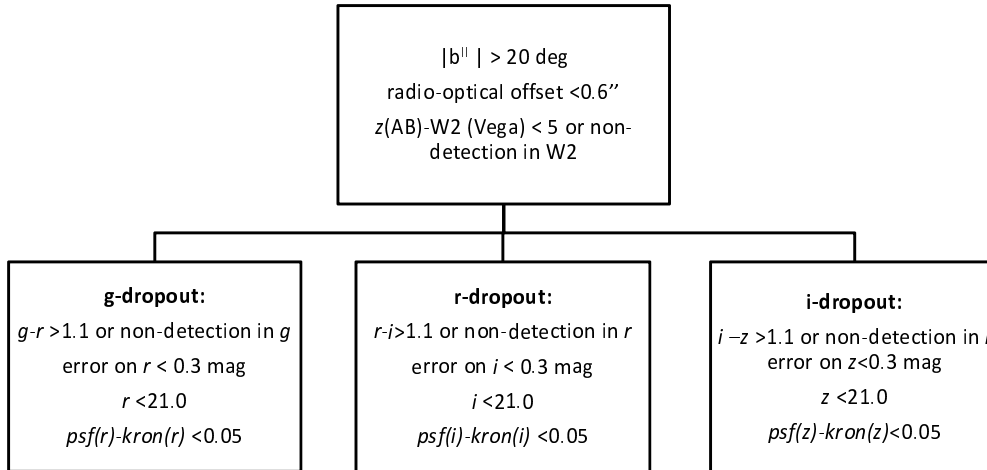 |b^II| > 20 deg
radio-optical offset <0.6’’
z(AB)-W2 (Vega) < 5 or non-
detection in W2
g-dropout:
g-r >1.1 or non-detection in g
error on r < 0.3 mag
r <21.0
psf(r)-kron(r) <0.05
r-dropout:
r-i>1.1 or non-detection in r
error on i < 0.3 mag
i <21.0
psf(i)-kron(i) <0.05
i-dropout:
i –z >1.1 or non-detection in
error on z<0.3 mag
z <21.0
psf(z)-kron(z)<0.05